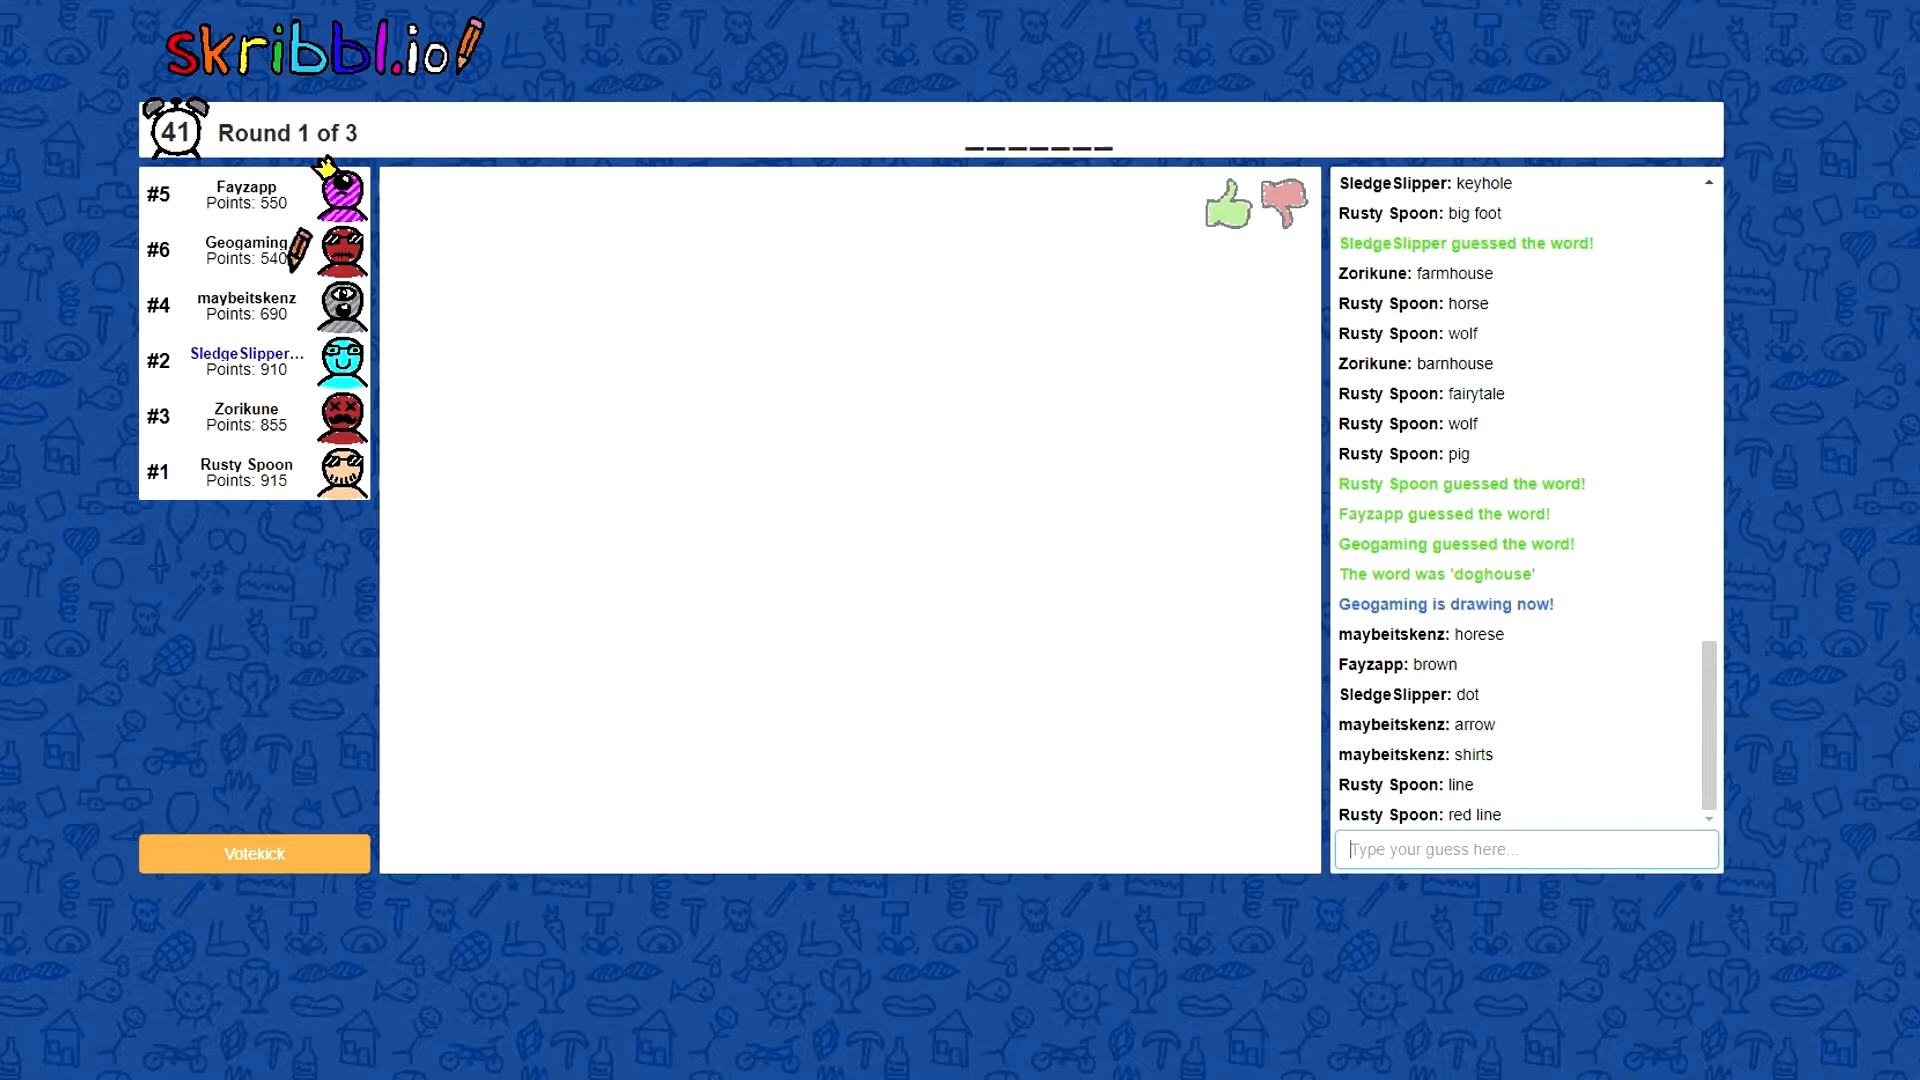 skribbl.io
41
Round 1 of 3
_______
#5
Fayzapp
Points: 550
#6
Geogaming
Points: 540
#4
maybeitskenz
Points: 690
#2
SledgeSlipper...
Points: 910
#3
Zorikune
Points: 855
#1
Rusty Spoon
Points: 915
Votekick
SledgeSlipper: keyhole
Rusty Spoon: big foot
SledgeSlipper guessed the word!
Zorikune: farmhouse
Rusty Spoon: horse
Rusty Spoon: wolf
Zorikune: barnhouse
Rusty Spoon: fairytale
Rusty Spoon: wolf
Rusty Spoon: pig
Rusty Spoon guessed the word!
Fayzapp guessed the word!
Geogaming guessed the word!
The word was 'doghouse'
Geogaming is drawing now!
maybeitskenz: horese
Fayzapp: brown
SledgeSlipper: dot
maybeitskenz: arrow
maybeitskenz: shirts
Rusty Spoon: line
Rusty Spoon: red line
Type your guess here...